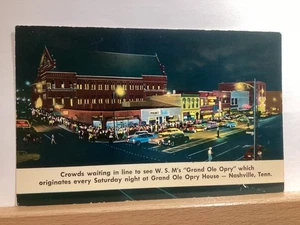 Crowds waiting in line to see W. S. M's "Grand Ole Opry" which
originates every Saturday night at Grand Ole Opry House — Nashville, Tenn.